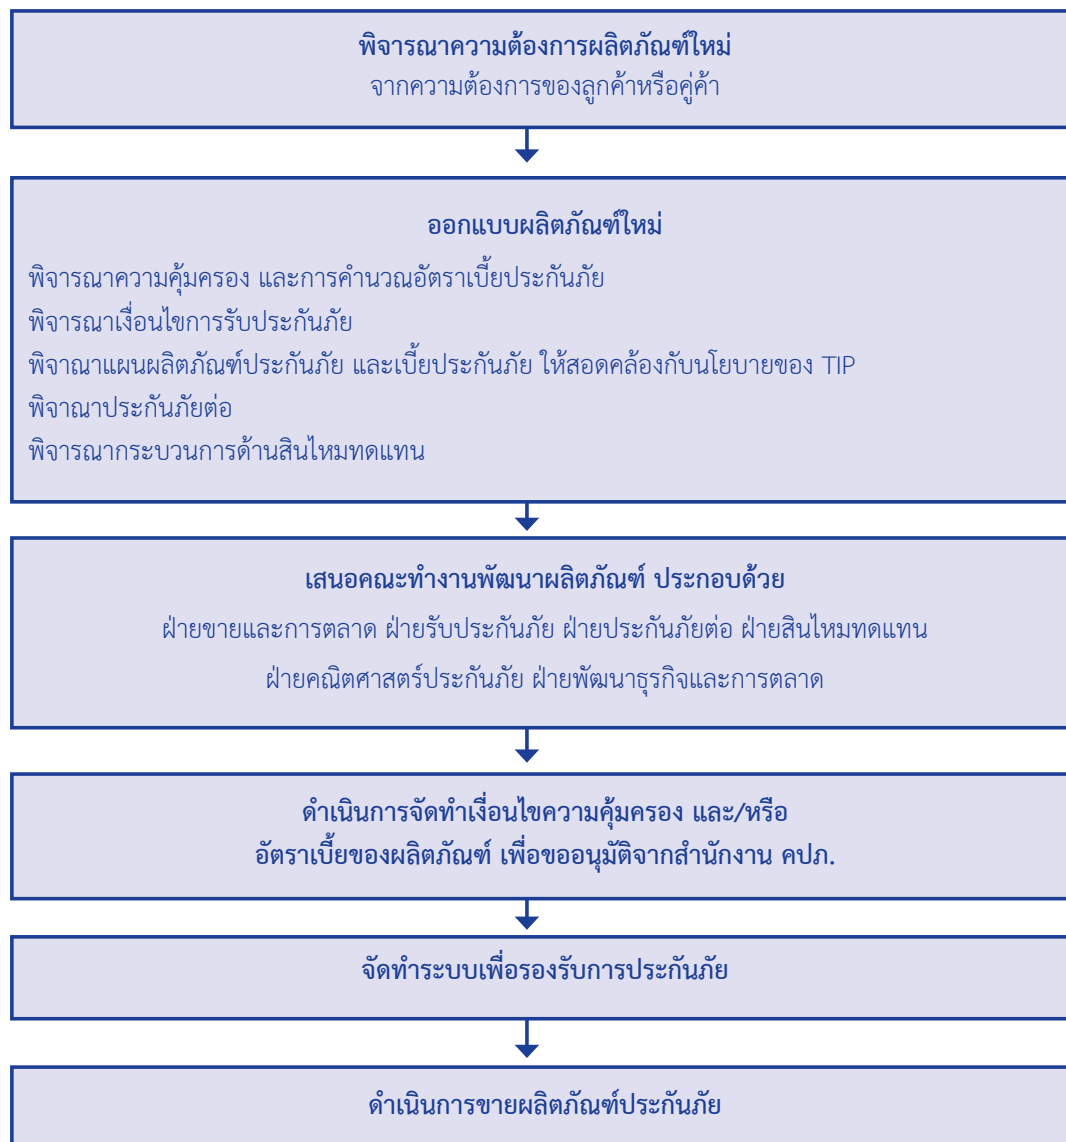 พิจารณาความต้องการผลิตภัณฑ์ใหม่
จากความต้องการของลูกค้าหรือคู่ค้า
ออกแบบผลิตภัณฑ์ใหม่
พิจารณาความคุ้มครอง และการคำนวณอัตราเบี้ยประกันภัย
พิจารณาเงื่อนไขการรับประกันภัย
พิจาณาแผนผลิตภัณฑ์ประกันภัย และเบี้ยประกันภัย ให้สอดคล้องกับนโยบายของ TIP
พิจาณาประกันภัยต่อ
พิจารณากระบวนการด้านสินไหมทดแทน
เสนอคณะทำงานพัฒนาผลิตภัณฑ์ ประกอบด้วย
ฝ่ายขายและการตลาด ฝ่ายรับประกันภัย ฝ่ายประกันภัยต่อ ฝ่ายสินไหมทดแทน
ฝ่ายคณิตศาสตร์ประกันภัย ฝ่ายพัฒนาธุรกิจและการตลาด
ดำเนินการจัดทำเงื่อนไขความคุ้มครอง และ/หรือ
อัตราเบี้ยของผลิตภัณฑ์ เพื่อขออนุมัติจากสำนักงาน คปภ.
จัดทำระบบเพื่อรองรับการประกันภัย
ดำเนินการขายผลิตภัณฑ์ประกันภัย